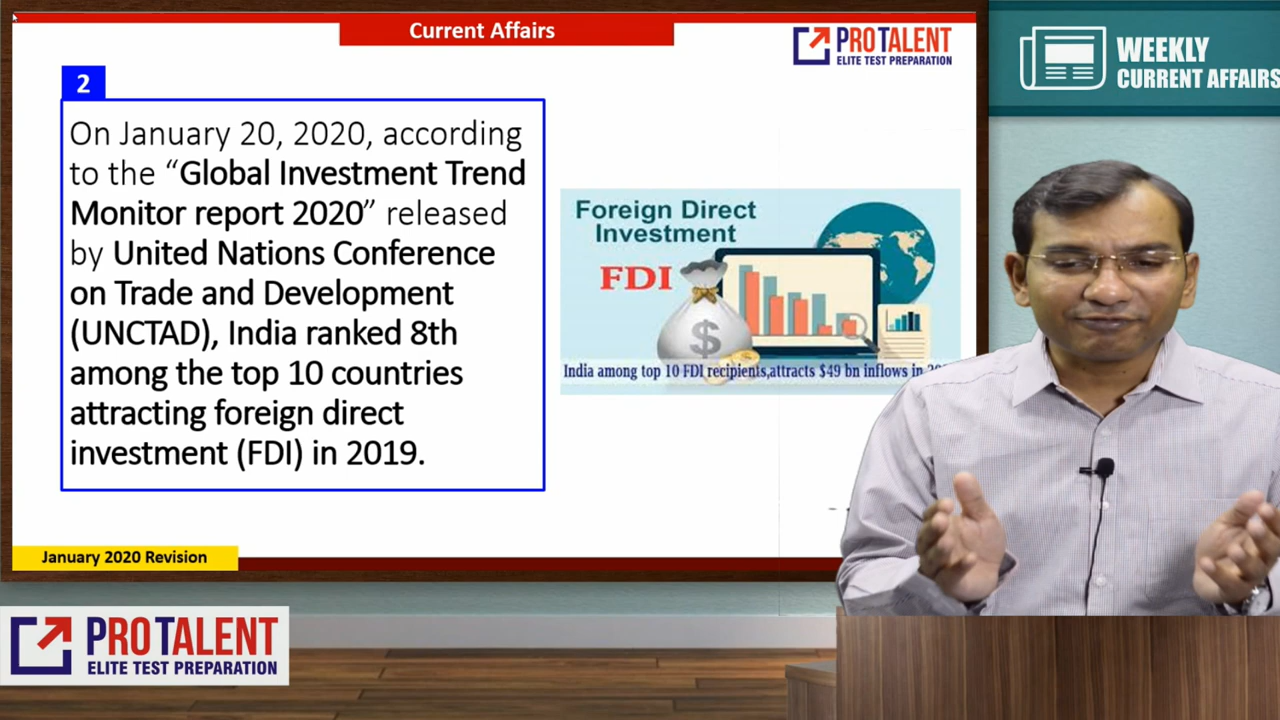 Current Affairs
PROTALENT
ELITE TEST PREPARATION
WEEKLY
CURRENT AFFAIRS
2
On January 20, 2020, according
to the “Global Investment Trend
Monitor report 2020” released
by United Nations Conference
on Trade and Development
(UNCTAD), India ranked 8th
among the top 10 countries
attracting foreign direct
investment (FDI) in 2019.
Foreign Direct
Investment
FDI
$
India among top 10 FDI recipients,attracts $49 bn inflows in
January 2020 Revision
PROTALENT
ELITE TEST PREPARATION